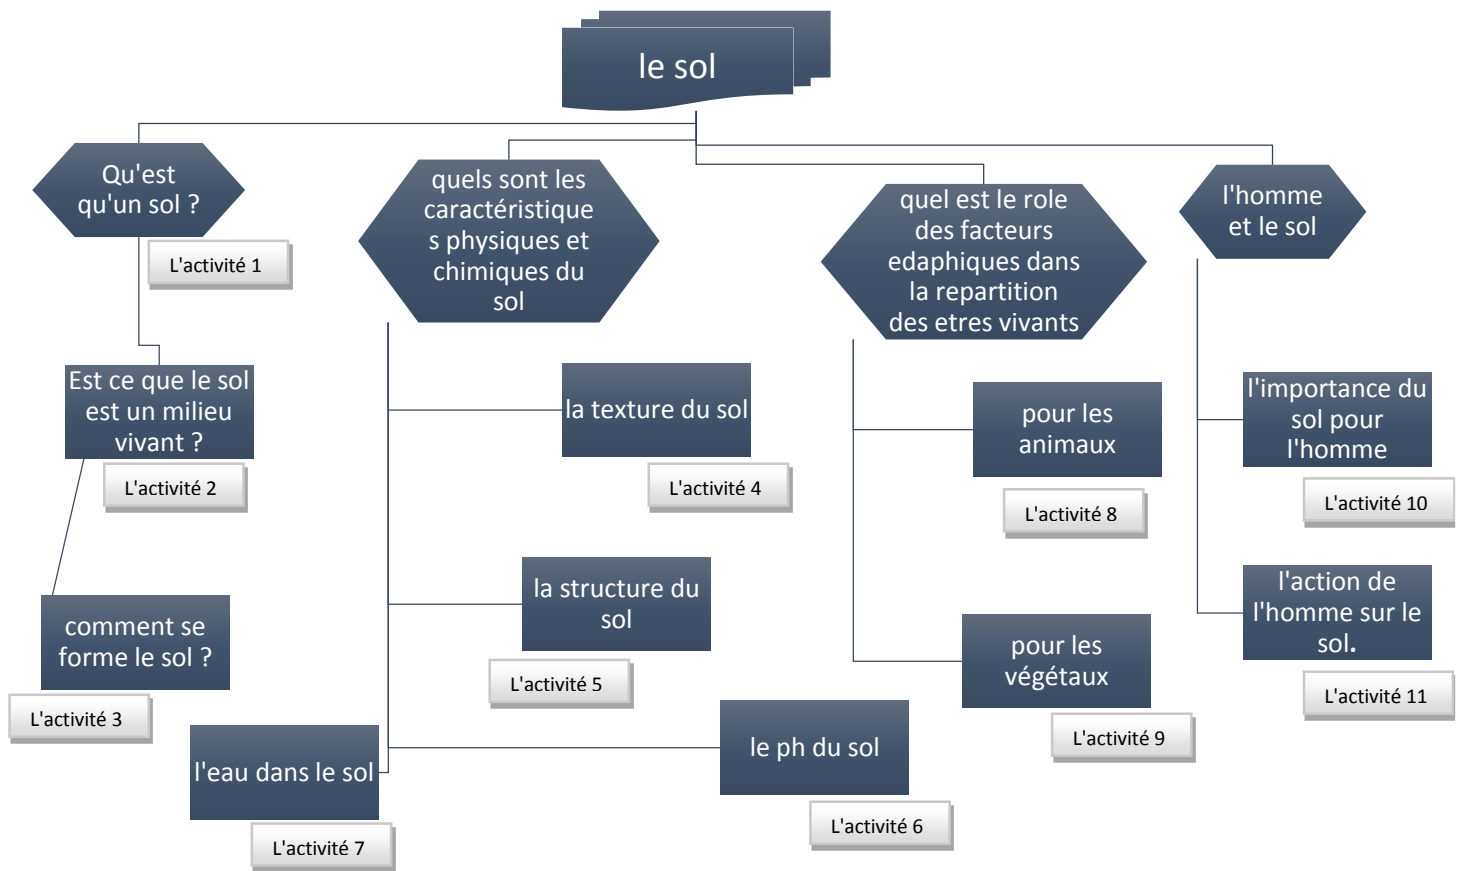 le sol
Qu'est
qu'un sol ?
L'activité 1
Est ce que le sol
est un milieu
vivant ?
L'activité 2
comment se
forme le sol ?
L'activité 3
quels sont les
caractéristique
s physiques et
chimiques du
sol
la texture du sol
L'activité 4
la structure du
sol
L'activité 5
le ph du sol
L'activité 6
l'eau dans le sol
L'activité 7
quel est le role
des facteurs
edaphiques dans
la repartition
des etres vivants
pour les
animaux
L'activité 8
pour les
végétaux
L'activité 9
l'homme
et le sol
l'importance du
sol pour
l'homme
L'activité 10
l'action de
l'homme sur le
sol.
L'activité 11